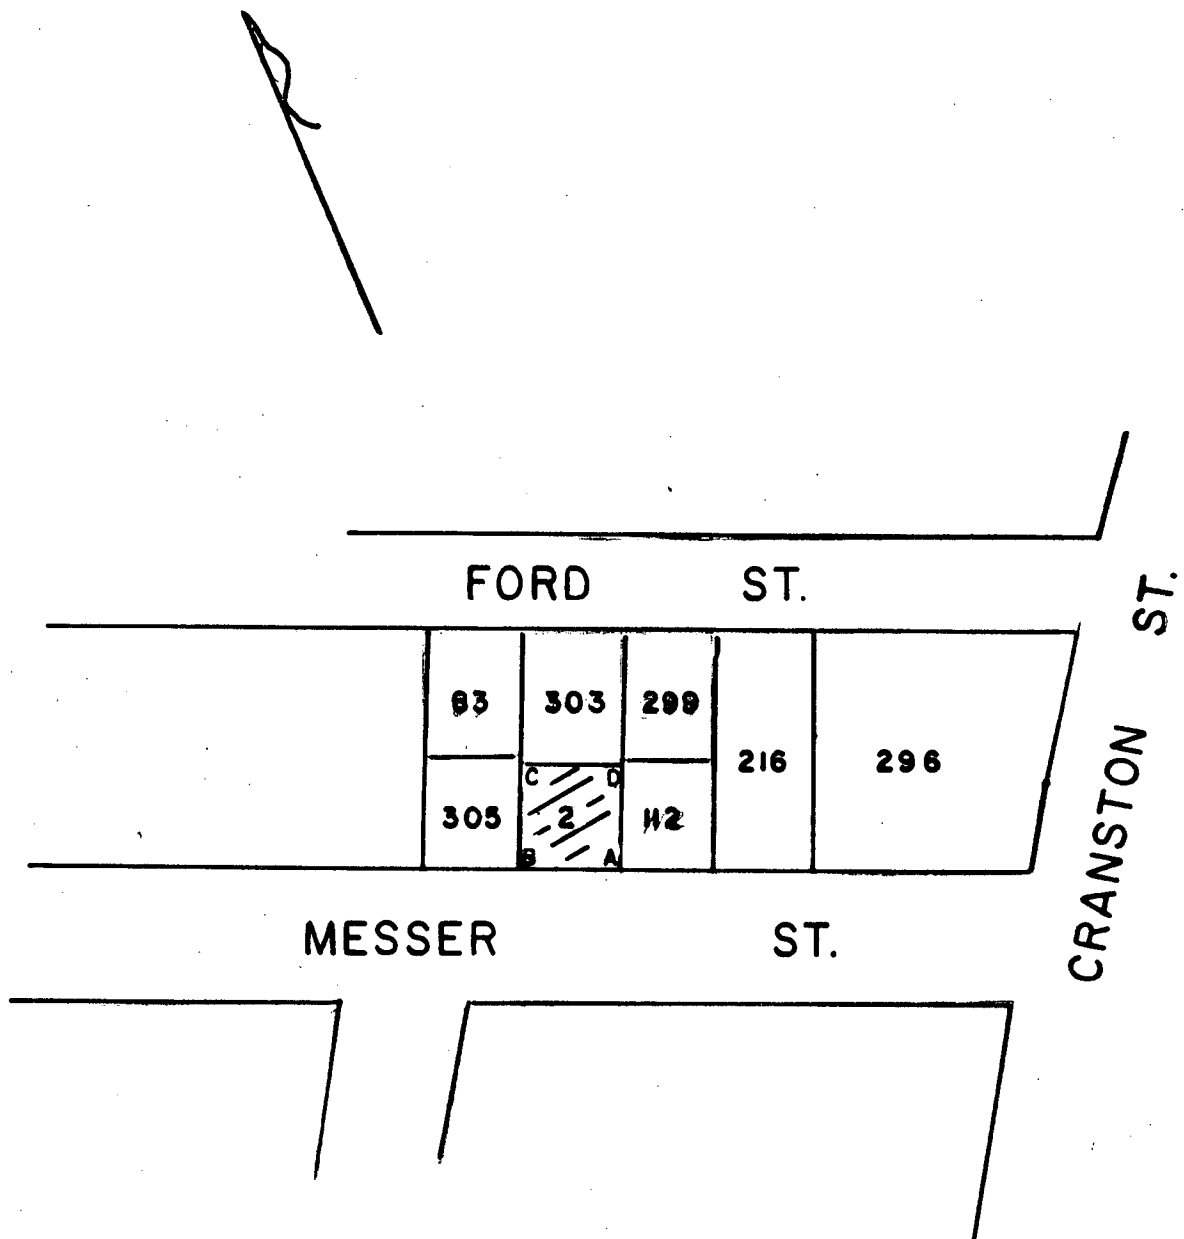 FORD ST.
ST.
83 303 299
216 296
C D
305 2 112
B A
CRANSTON
MESSER ST.